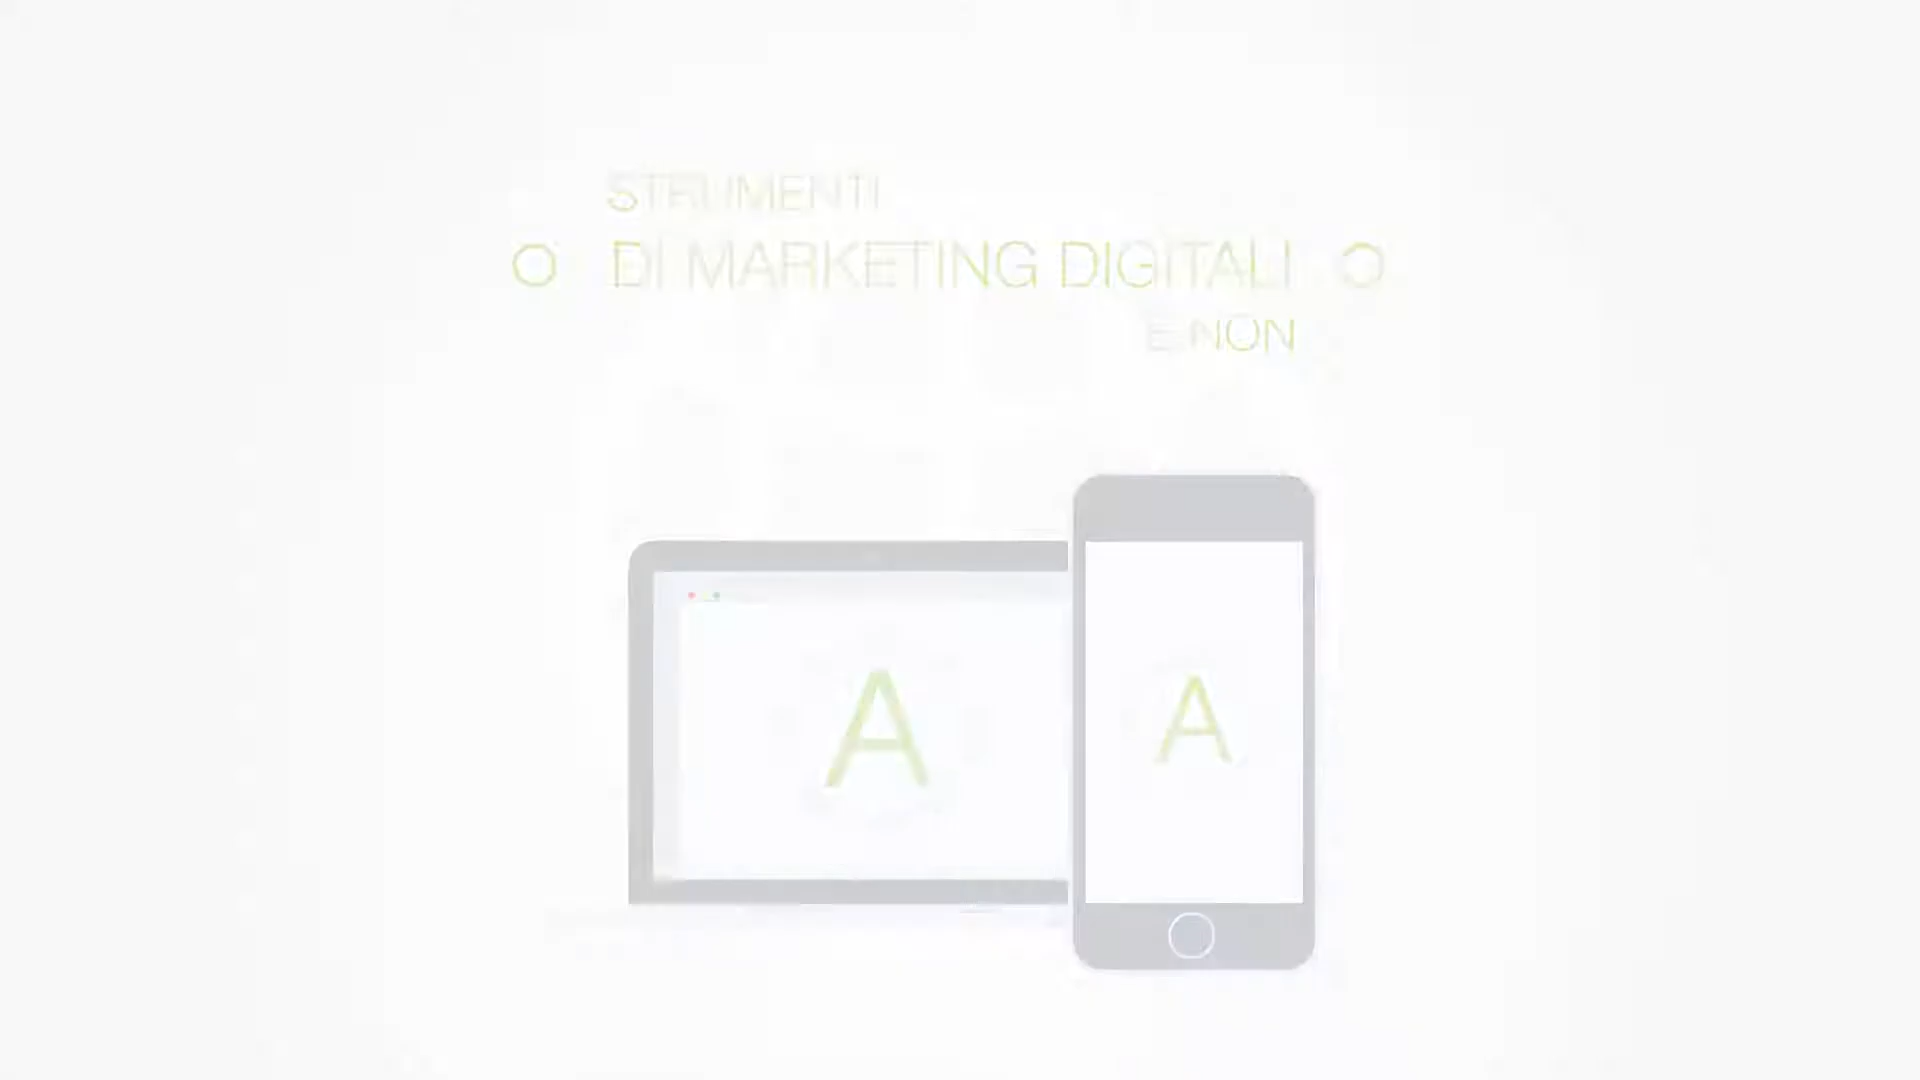 STRUMENTI
DI MARKETING DIGITALI
E NON
A
A